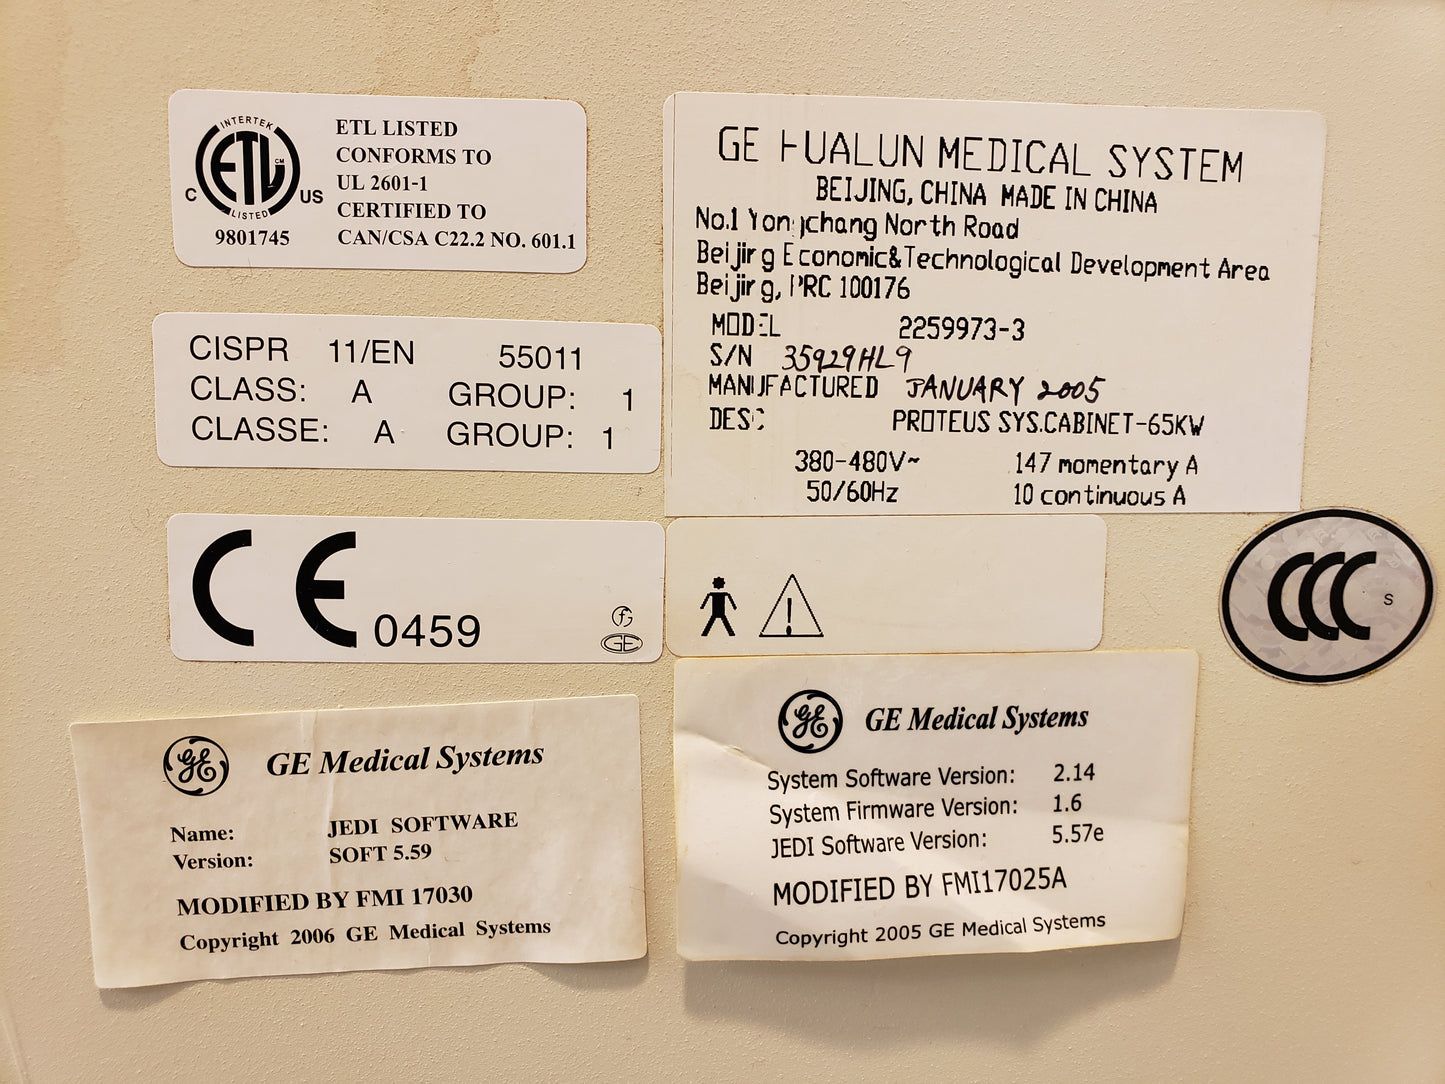 INTERTEK
ETL CM
C US
LISTED
9801745
ETL LISTED
CONFORMS TO
UL 2601-1
CERTIFIED TO
CAN/CSA C22.2 NO. 601.1
GE HUALUN MEDICAL SYSTEM
BEIJING, CHINA MADE IN CHINA
No.1 Yongchang North Road
Beijing Economic&Technological Development Area
Beijing, PRC 100176
MODEL 2259973-3
S/N 35929HL9
MANUFACTURED JANUARY 2005
DESC PROTEUS SYS.CABINET-65KW
380-480V~ 147 momentary A
50/60Hz 10 continuous A
CISPR 11/EN 55011
CLASS: A GROUP: 1
CLASSE: A GROUP: 1
CE 0459
GE
CCC S
GE GE Medical Systems
Name: JEDI SOFTWARE
Version: SOFT 5.59
MODIFIED BY FMI 17030
Copyright 2006 GE Medical Systems
GE GE Medical Systems
System Software Version: 2.14
System Firmware Version: 1.6
JEDI Software Version: 5.57e
MODIFIED BY FMI17025A
Copyright 2005 GE Medical Systems